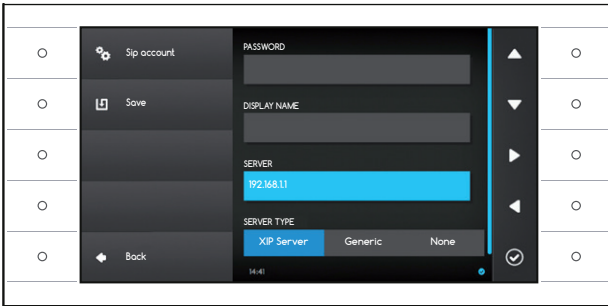 Sip account
Save
Back
PASSWORD
DISPLAY NAME
SERVER
192.168.1.1
SERVER TYPE
XIP Server Generic None
14:41